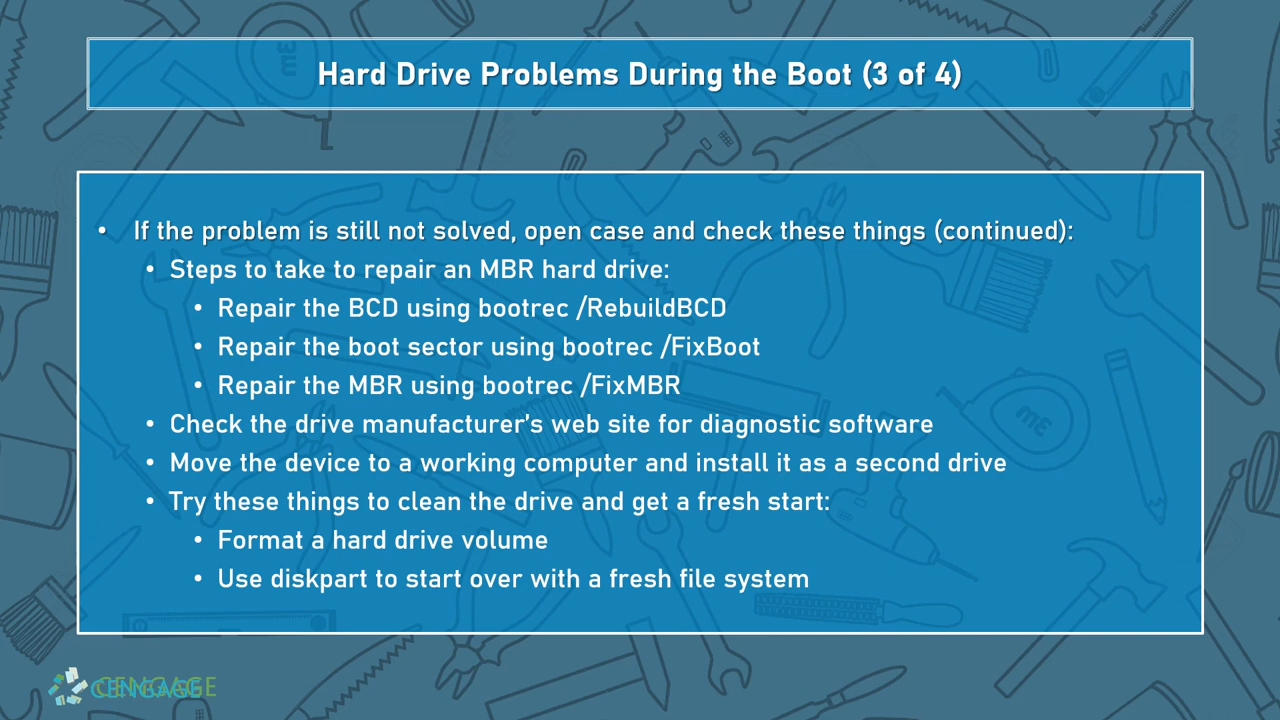 Hard Drive Problems During the Boot (3 of 4)
• If the problem is still not solved, open case and check these things (continued):
• Steps to take to repair an MBR hard drive:
• Repair the BCD using bootrec /RebuildBCD
• Repair the boot sector using bootrec /FixBoot
• Repair the MBR using bootrec /FixMBR
• Check the drive manufacturer’s web site for diagnostic software
• Move the device to a working computer and install it as a second drive
• Try these things to clean the drive and get a fresh start:
• Format a hard drive volume
• Use diskpart to start over with a fresh file system
CENGAGE